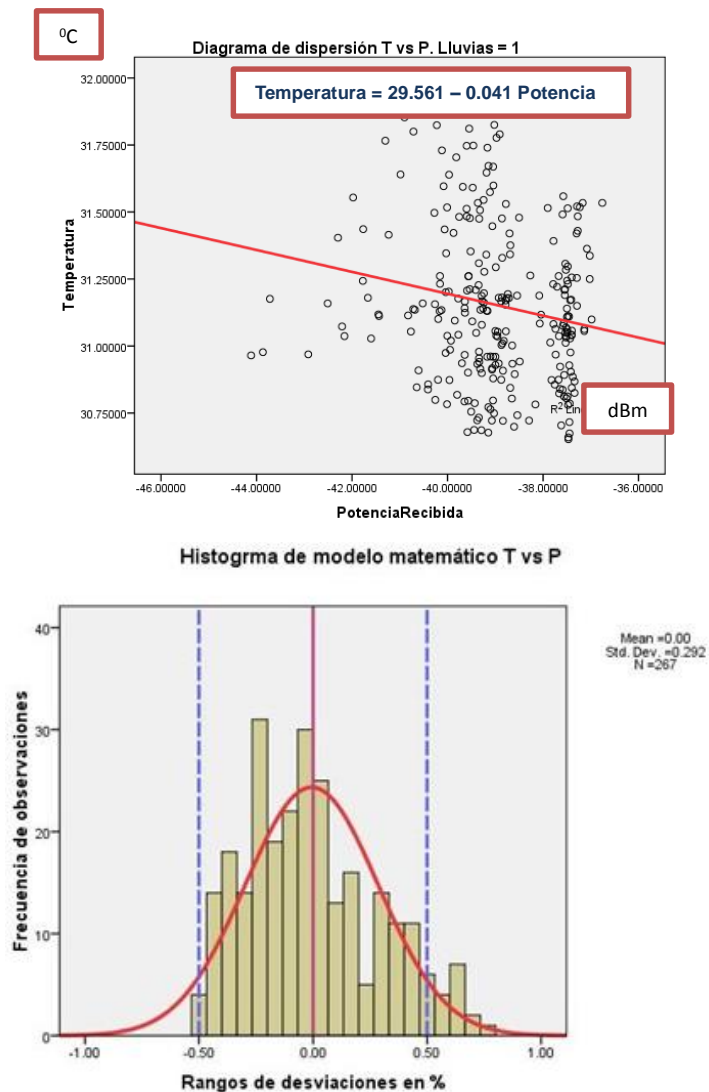 ⁰C
Diagrama de dispersión T vs P. Lluvias = 1
Temperatura = 29.561 – 0.041 Potencia
Temperatura
32.00000
31.75000
31.50000
31.25000
31.00000
30.75000
R² Lin
dBm
-46.00000 -44.00000 -42.00000 -40.00000 -38.00000 -36.00000
PotenciaRecibida
Histogrma de modelo matemático T vs P
Mean =0.00
Std. Dev. =0.292
N =267
Frecuencia de observaciones
40
30
20
10
0
-1.00 -0.50 0.00 0.50 1.00
Rangos de desviaciones en %